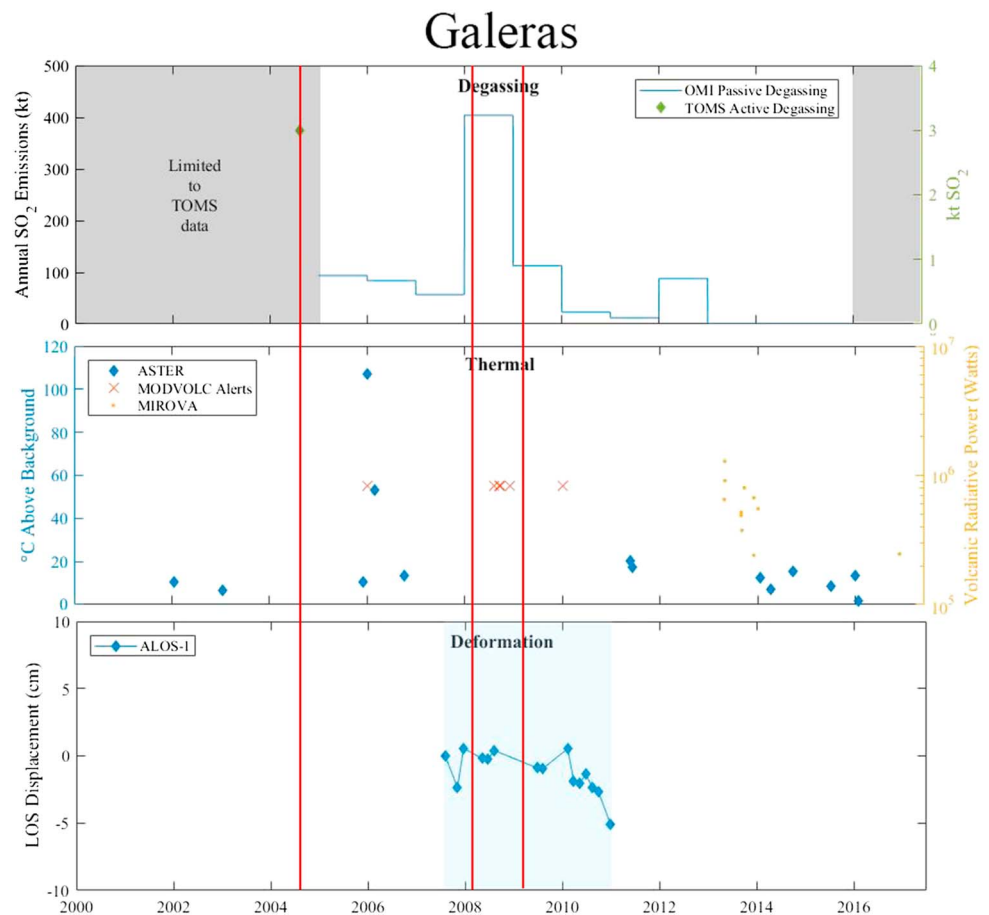 Galeras
Degassing
500
400
300
200
100
0
Annual SO2 Emissions (kt)
Limited
to
TOMS
data
OMI Passive Degassing
TOMS Active Degassing
4
3
2
1
0
kt SO2
Thermal
120
100
80
60
40
20
0
°C Above Background
ASTER
MODVOLC Alerts
MIROVA
10^7
10^6
10^5
Volcanic Radiative Power (Watts)
Deformation
10
5
0
-5
-10
LOS Displacement (cm)
ALOS-1
2000 2002 2004 2006 2008 2010 2012 2014 2016